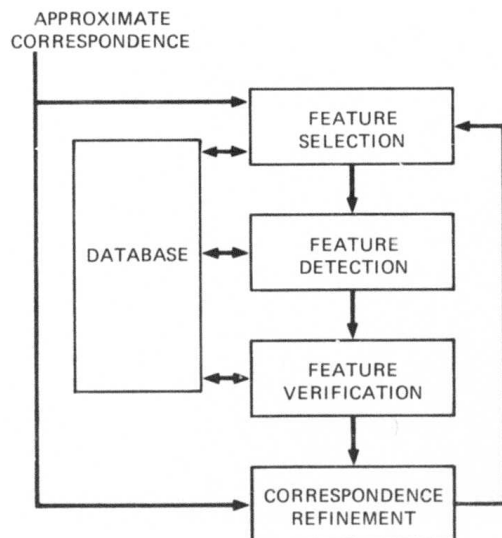 APPROXIMATE
CORRESPONDENCE
FEATURE
SELECTION
DATABASE
FEATURE
DETECTION
FEATURE
VERIFICATION
CORRESPONDENCE
REFINEMENT